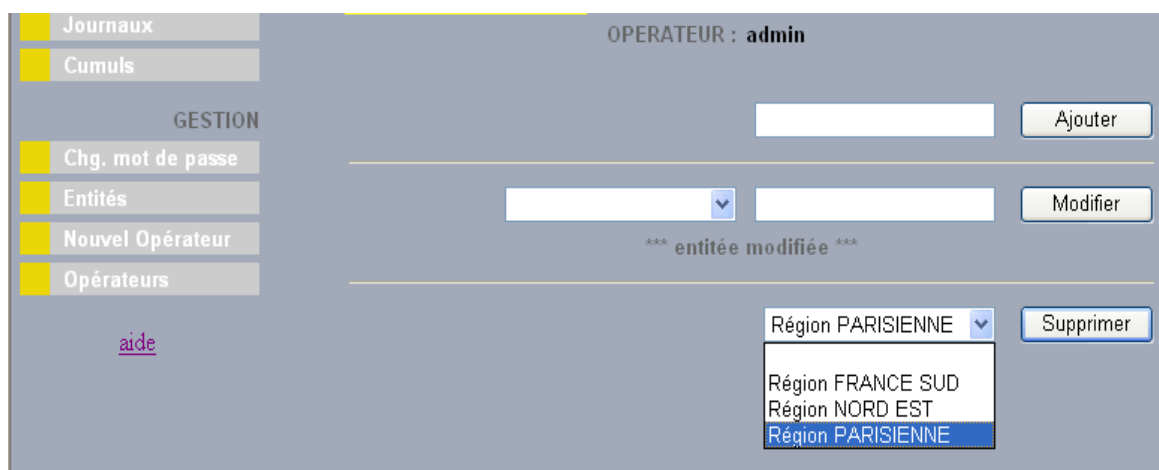 Journaux
OPERATEUR : admin
Cumuls
GESTION
Ajouter
Chg. mot de passe
Entités
Modifier
Nouvel Opérateur
*** entitée modifiée ***
Opérateurs
Région PARISIENNE
Supprimer
aide
Région FRANCE SUD
Région NORD EST
Région PARISIENNE